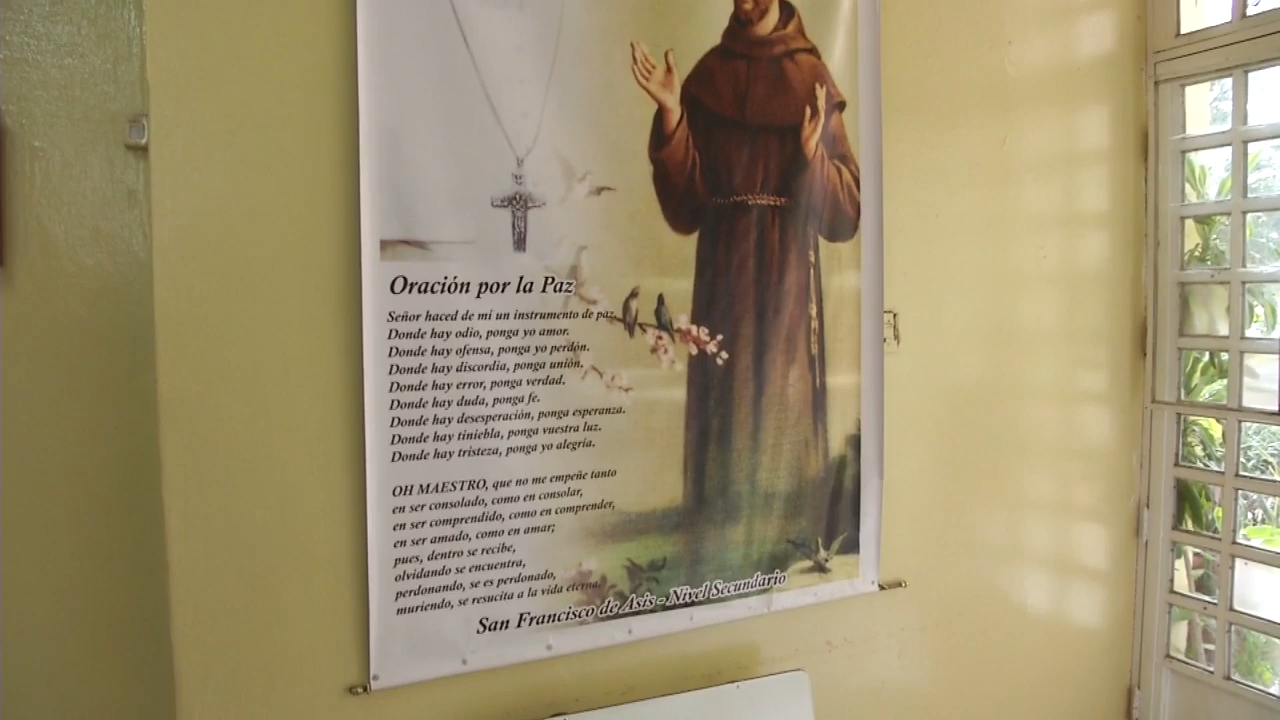 Oración por la Paz
Señor haced de mi un instrumento de paz.
Donde hay odio, ponga yo amor.
Donde hay ofensa, ponga yo perdón.
Donde hay discordia, ponga unión.
Donde hay error, ponga verdad.
Donde hay duda, ponga fe.
Donde hay desesperación, ponga esperanza.
Donde hay tiniebla, ponga vuestra luz.
Donde hay tristeza, ponga yo alegría.
OH MAESTRO, que no me empeñe tanto
en ser consolado, como en consolar,
en ser comprendido, como en comprender,
en ser amado, como en amar;
pues, dentro se recibe,
olvidando se encuentra,
perdonando, se es perdonado,
muriendo, se resucita a la vida eterna.
San Francisco de Asis - Nivel Secundario